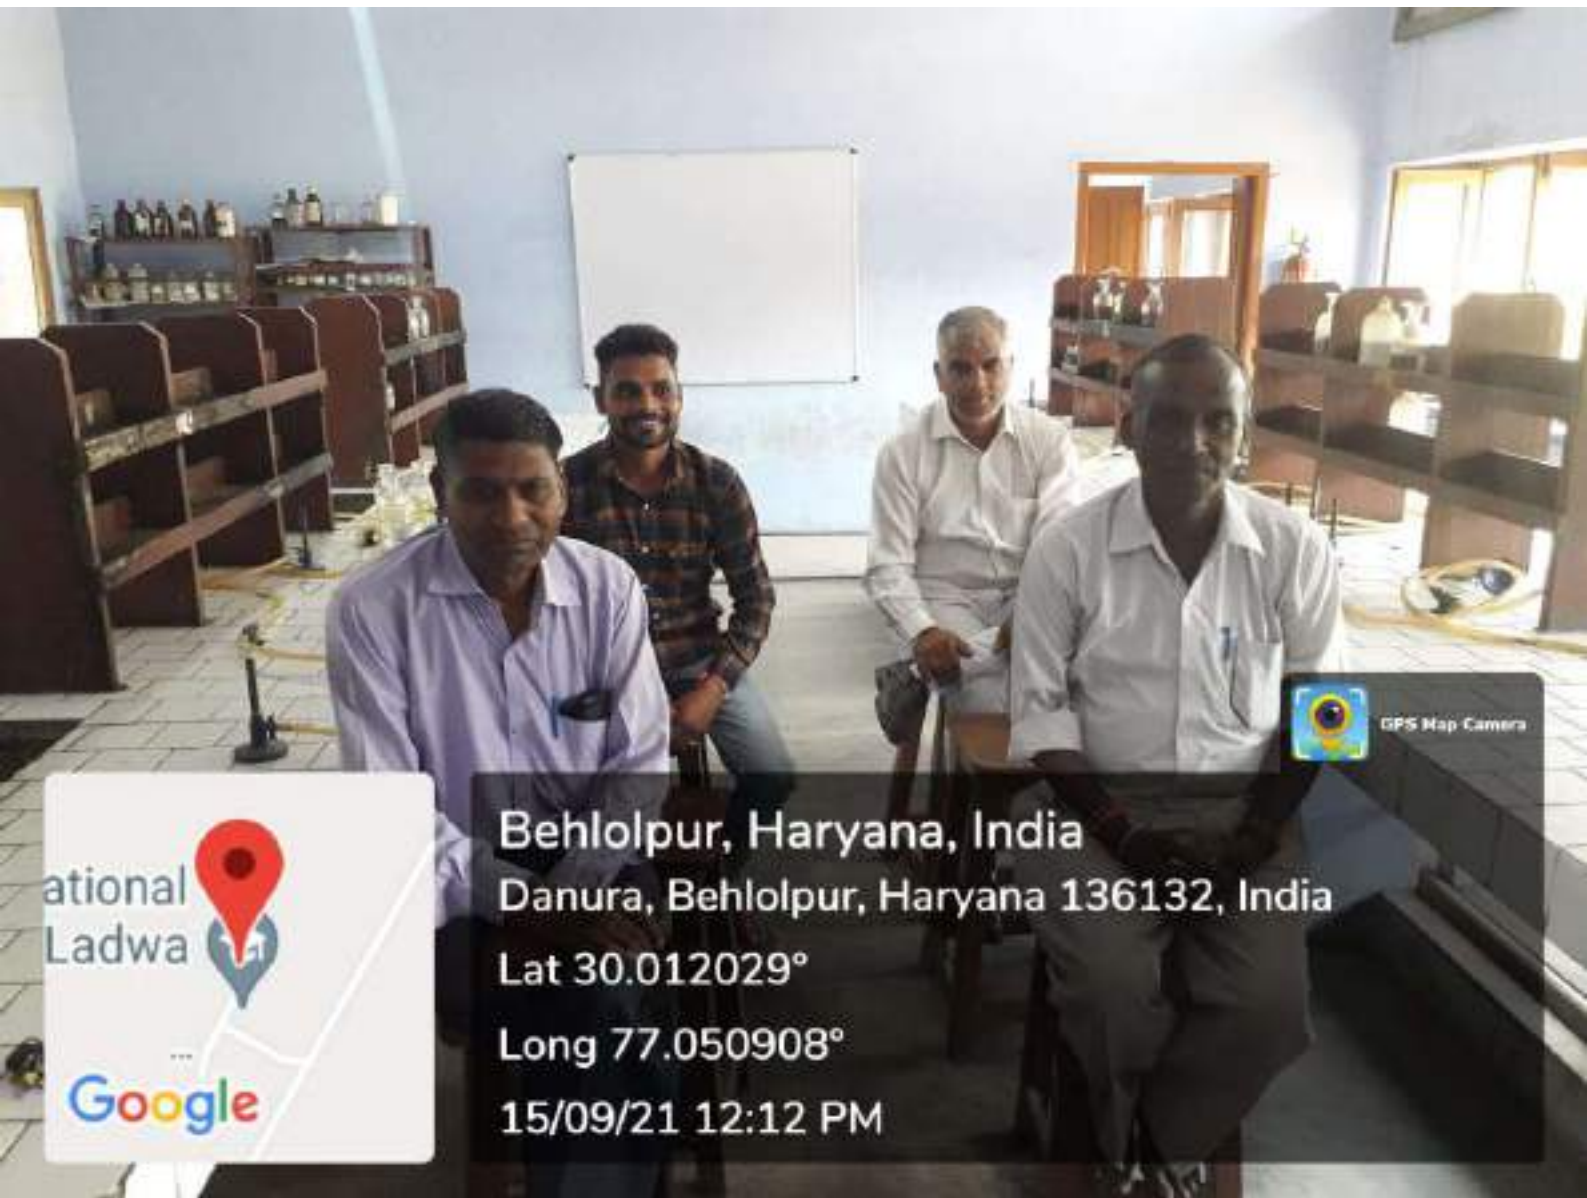 GPS Map Camera
Behlolpur, Haryana, India
Danura, Behlolpur, Haryana 136132, India
Lat 30.012029°
Long 77.050908°
15/09/21 12:12 PM
ational
Ladwa
...
Google